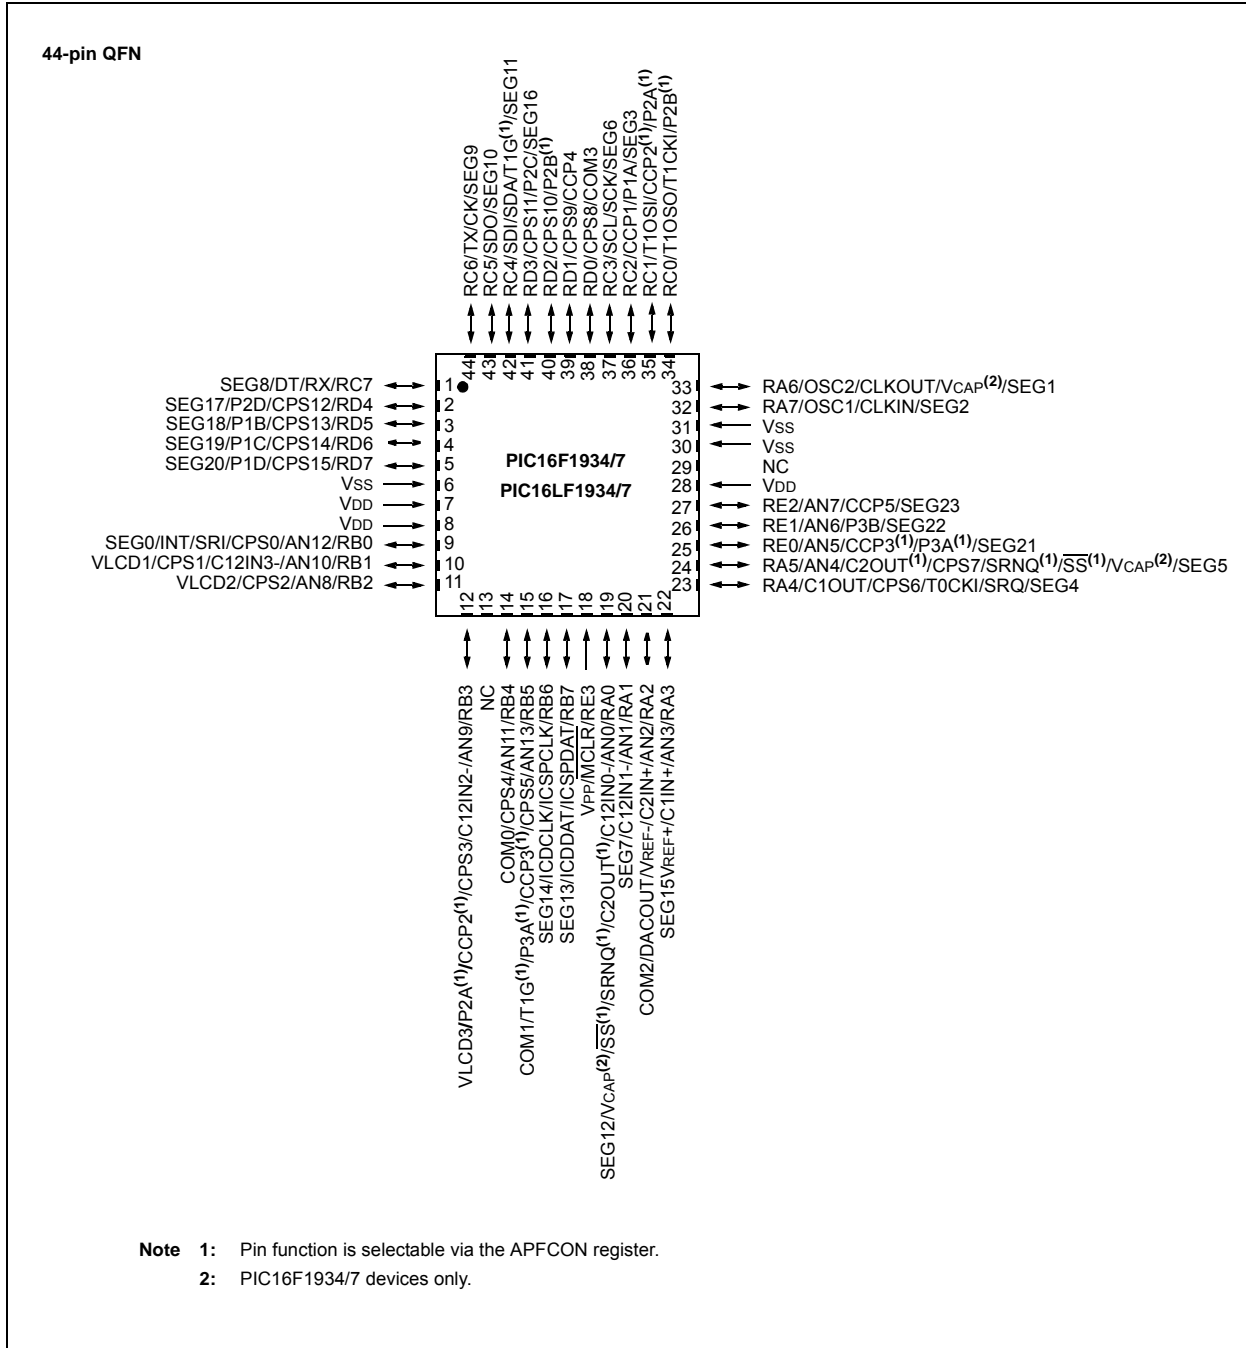 44-pin QFN
RC6/TX/CK/SEG9
RC5/SDO/SEG10
RC4/SDI/SDA/T1G(1)/SEG11
RD3/CPS11/P2C/SEG16
RD2/CPS10/P2B(1)
RD1/CPS9/CCP4
RD0/CPS8/COM3
RC3/SCL/SCK/SEG6
RC2/CCP1/P1A/SEG3
RC1/T1OSI/CCP2(1)/P2A(1)
RC0/T1OSO/T1CKI/P2B(1)
44
43
42
41
40
39
38
37
36
35
34
SEG8/DT/RX/RC7 1
SEG17/P2D/CPS12/RD4 2
SEG18/P1B/CPS13/RD5 3
SEG19/P1C/CPS14/RD6 4
SEG20/P1D/CPS15/RD7 5
VSS 6
VDD 7
VDD 8
SEG0/INT/SRI/CPS0/AN12/RB0 9
VLCD1/CPS1/C12IN3-/AN10/RB1 10
VLCD2/CPS2/AN8/RB2 11
PIC16F1934/7
PIC16LF1934/7
33 RA6/OSC2/CLKOUT/VCAP(2)/SEG1
32 RA7/OSC1/CLKIN/SEG2
31 VSS
30 VSS
29 NC
28 VDD
27 RE2/AN7/CCP5/SEG23
26 RE1/AN6/P3B/SEG22
25 RE0/AN5/CCP3(1)/P3A(1)/SEG21
24 RA5/AN4/C2OUT(1)/CPS7/SRNQ(1)/SS(1)/VCAP(2)/SEG5
23 RA4/C1OUT/CPS6/T0CKI/SRQ/SEG4
12
13
14
15
16
17
18
19
20
21
22
VLCD3/P2A(1)/CCP2(1)/CPS3/C12IN2-/AN9/RB3
NC
COM0/CPS4/AN11/RB4
COM1/T1G(1)/P3A(1)/CCP3(1)/CPS5/AN13/RB5
SEG14/ICDCLK/ICSPCLK/RB6
SEG13/ICDDAT/ICSPDAT/RB7
VPP/MCLR/RE3
SEG12/VCAP(2)/SS(1)/SRNQ(1)/C2OUT(1)/C12IN0-/AN0/RA0
SEG7/C12IN1-/AN1/RA1
COM2/DACOUT/VREF-/C2IN+/AN2/RA2
SEG15VREF+/C1IN+/AN3/RA3
Note 1: Pin function is selectable via the APFCON register.
2: PIC16F1934/7 devices only.